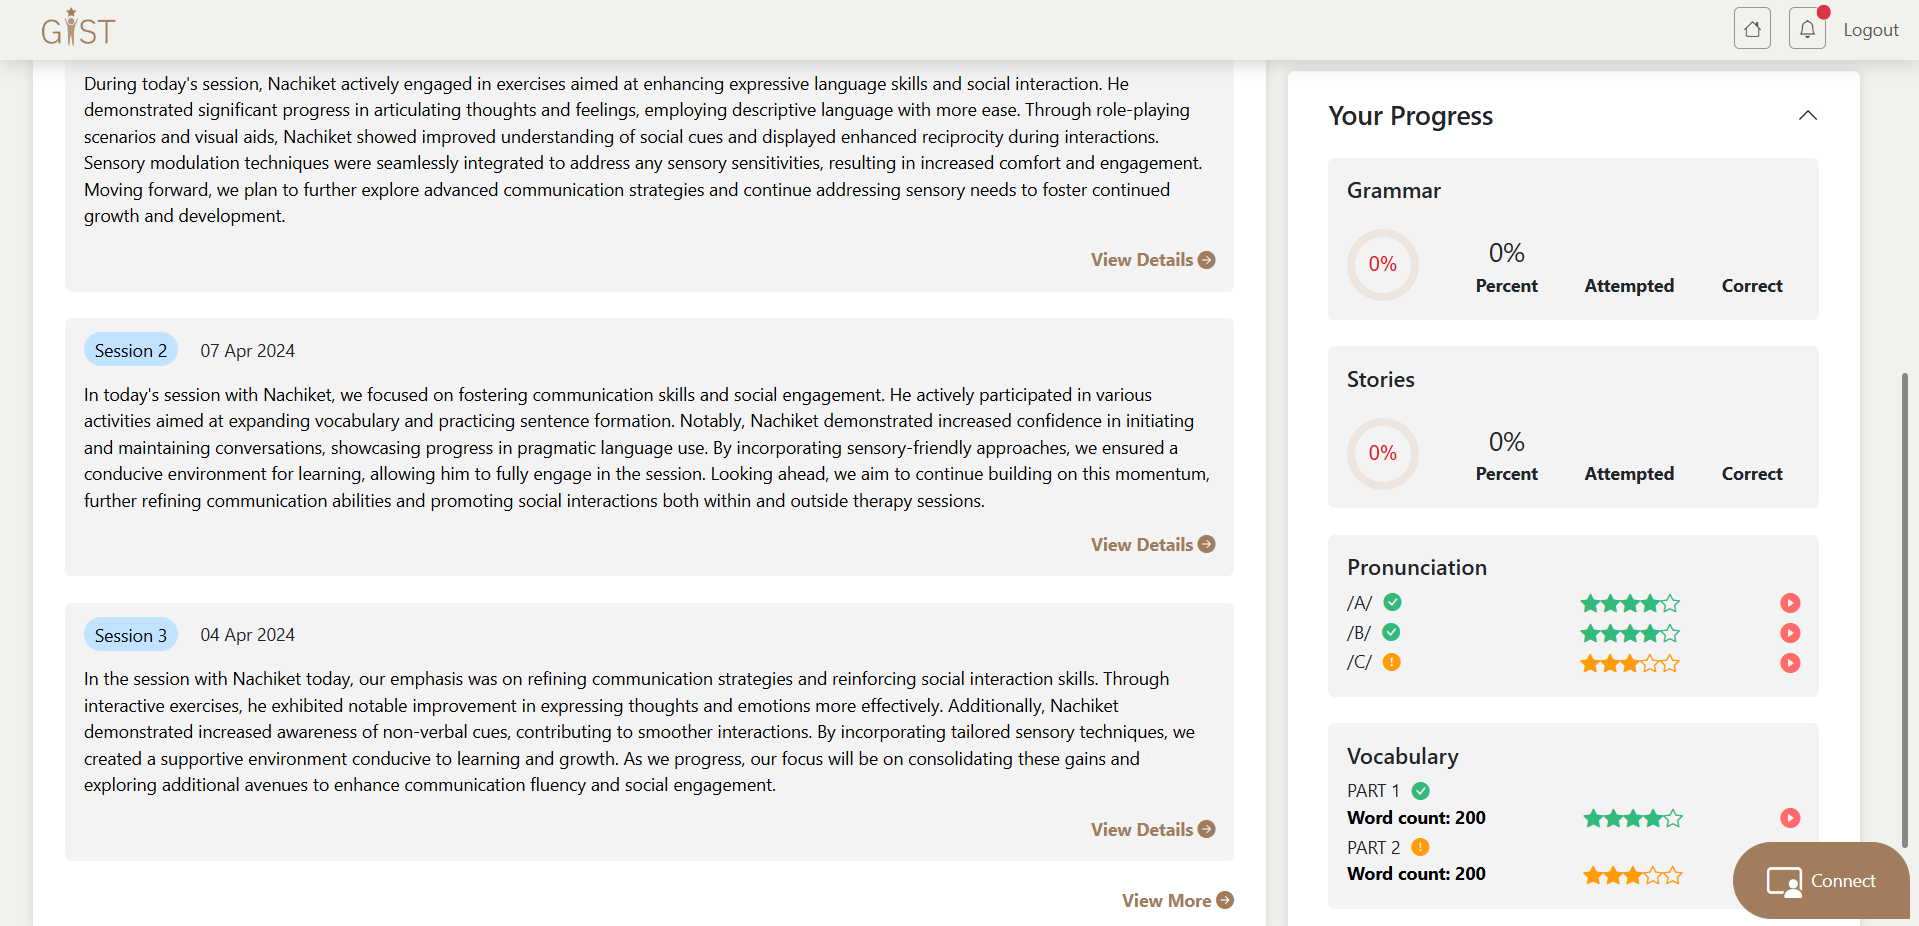 GIST
Logout
During today's session, Nachiket actively engaged in exercises aimed at enhancing expressive language skills and social interaction. He
demonstrated significant progress in articulating thoughts and feelings, employing descriptive language with more ease. Through role-playing
scenarios and visual aids, Nachiket showed improved understanding of social cues and displayed enhanced reciprocity during interactions.
Sensory modulation techniques were seamlessly integrated to address any sensory sensitivities, resulting in increased comfort and engagement.
Moving forward, we plan to further explore advanced communication strategies and continue addressing sensory needs to foster continued
growth and development.
View Details
Session 2 07 Apr 2024
In today's session with Nachiket, we focused on fostering communication skills and social engagement. He actively participated in various
activities aimed at expanding vocabulary and practicing sentence formation. Notably, Nachiket demonstrated increased confidence in initiating
and maintaining conversations, showcasing progress in pragmatic language use. By incorporating sensory-friendly approaches, we ensured a
conducive environment for learning, allowing him to fully engage in the session. Looking ahead, we aim to continue building on this momentum,
further refining communication abilities and promoting social interactions both within and outside therapy sessions.
View Details
Session 3 04 Apr 2024
In the session with Nachiket today, our emphasis was on refining communication strategies and reinforcing social interaction skills. Through
interactive exercises, he exhibited notable improvement in expressing thoughts and emotions more effectively. Additionally, Nachiket
demonstrated increased awareness of non-verbal cues, contributing to smoother interactions. By incorporating tailored sensory techniques, we
created a supportive environment conducive to learning and growth. As we progress, our focus will be on consolidating these gains and
exploring additional avenues to enhance communication fluency and social engagement.
View Details
View More
Your Progress
Grammar
0% 0%
Percent Attempted Correct
Stories
0% 0%
Percent Attempted Correct
Pronunciation
/A/
/B/
/C/
Vocabulary
PART 1
Word count: 200
PART 2
Word count: 200
Connect